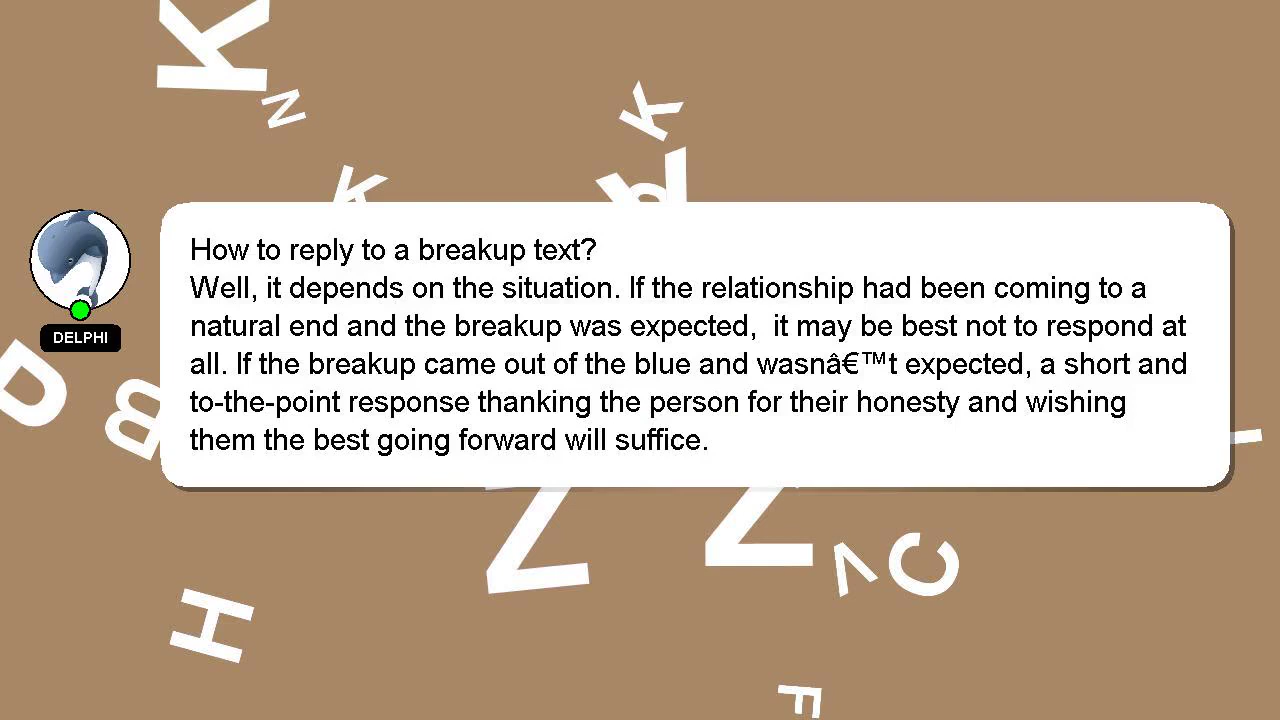 K
N
K
K
How to reply to a breakup text?
Well, it depends on the situation. If the relationship had been coming to a
natural end and the breakup was expected,  it may be best not to respond at
all. If the breakup came out of the blue and wasnâ€™t expected, a short and
to-the-point response thanking the person for their honesty and wishing
them the best going forward will suffice.
DELPHI
D
B
Z
Z
V
C
H
F